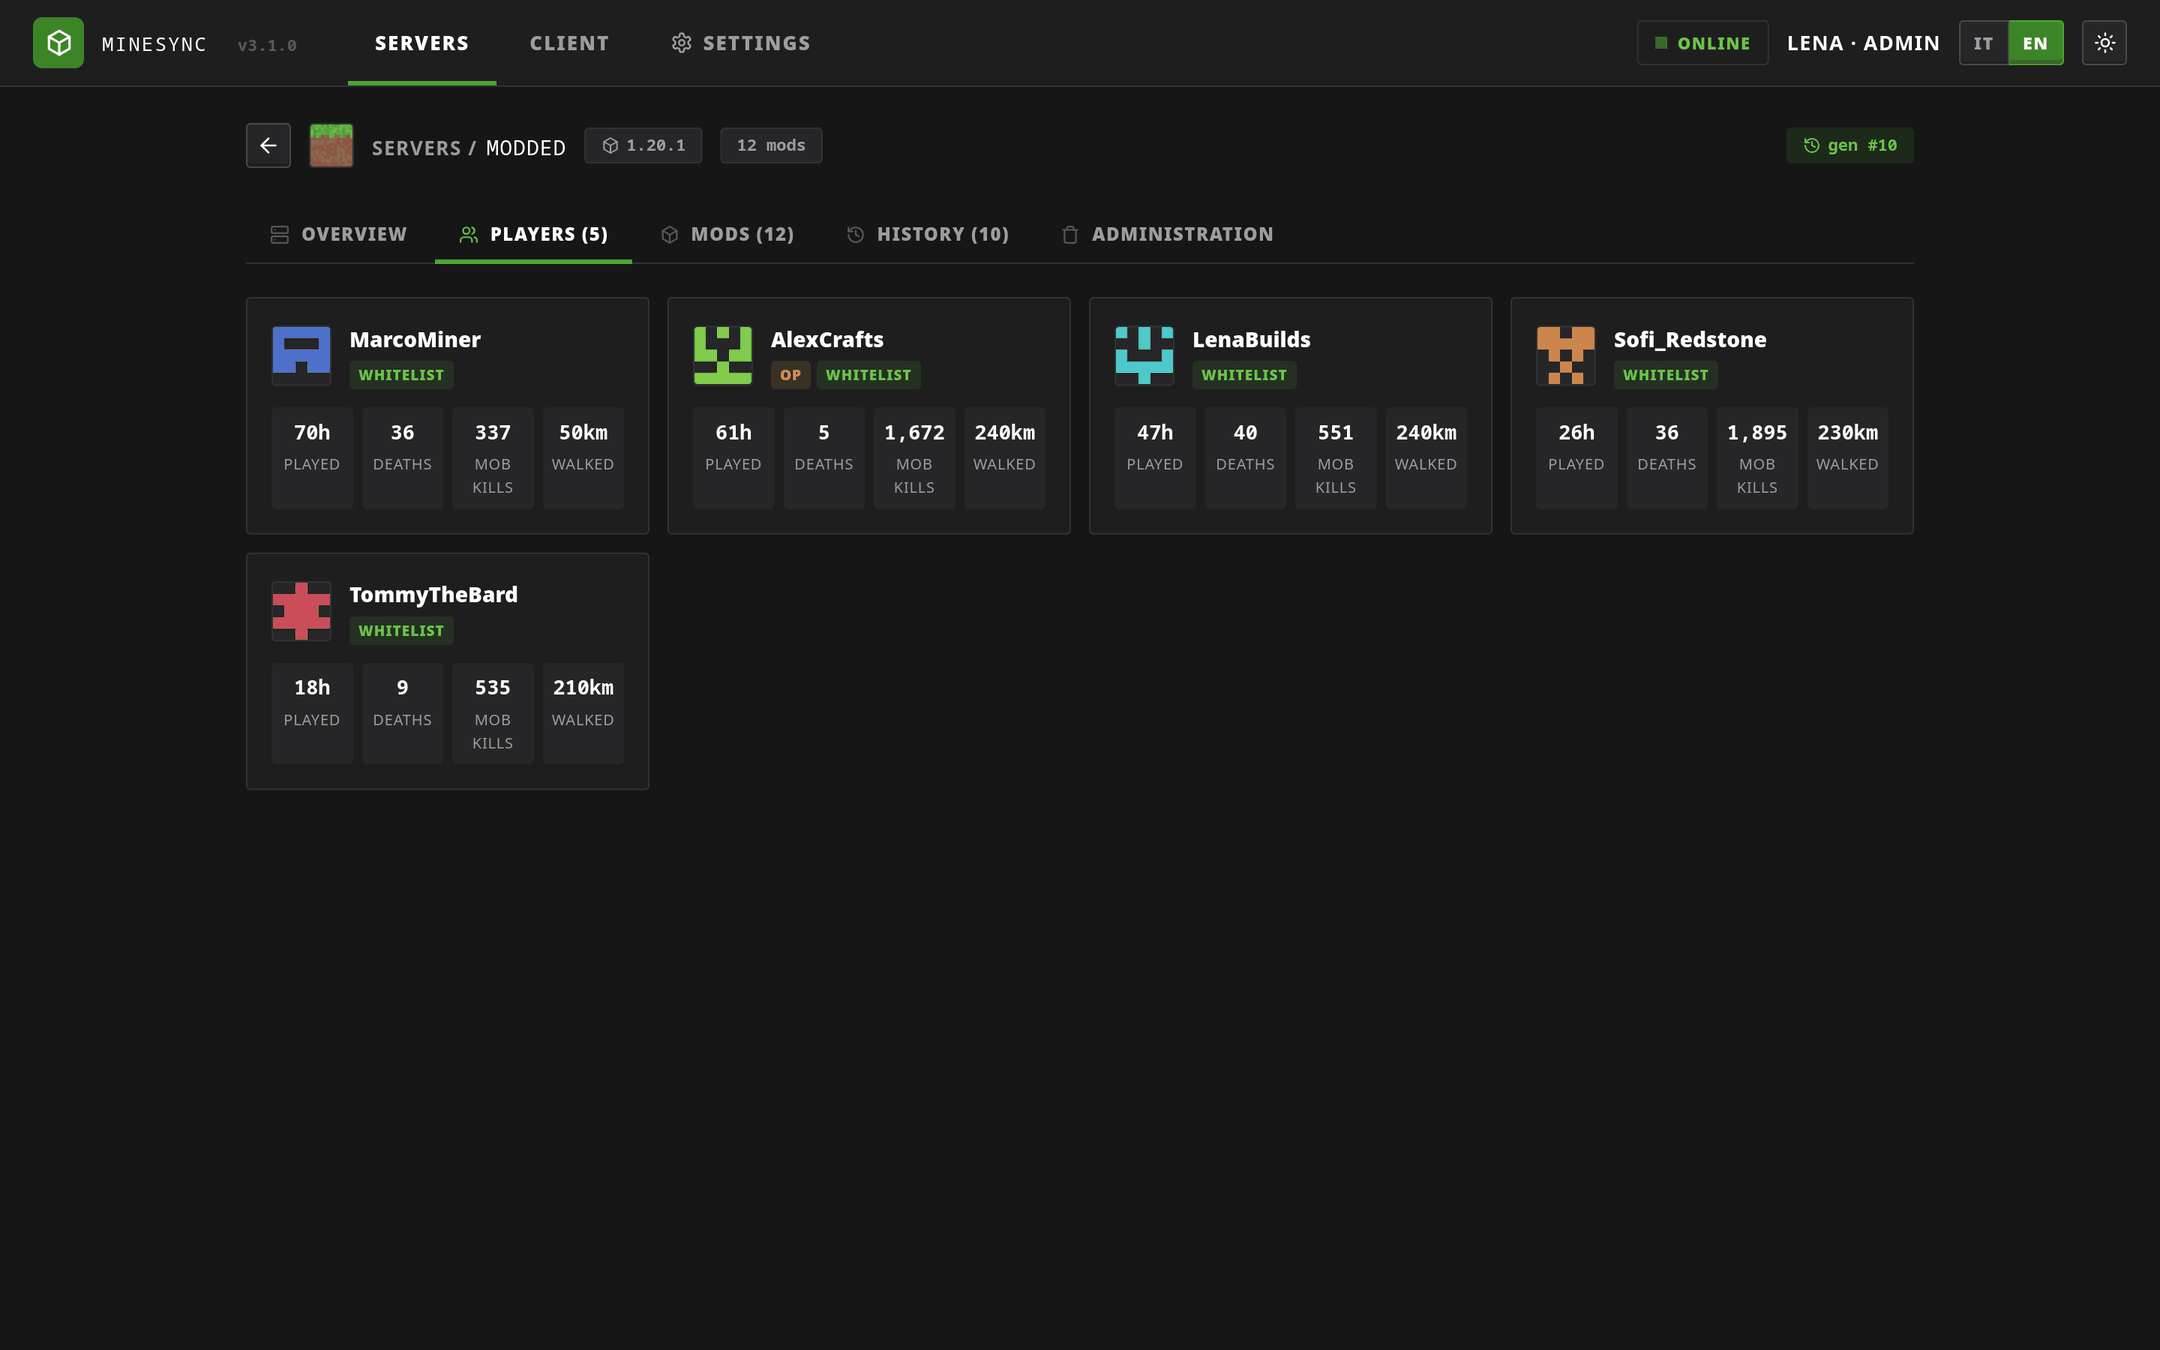 MINESYNC v3.1.0 SERVERS CLIENT SETTINGS ONLINE LENA · ADMIN IT EN
SERVERS / MODDED 1.20.1 12 mods gen #10
OVERVIEW PLAYERS (5) MODS (12) HISTORY (10) ADMINISTRATION
MarcoMiner
WHITELIST
70h 36 337 50km
PLAYED DEATHS MOB WALKED
KILLS
AlexCrafts
OP WHITELIST
61h 5 1,672 240km
PLAYED DEATHS MOB WALKED
KILLS
LenaBuilds
WHITELIST
47h 40 551 240km
PLAYED DEATHS MOB WALKED
KILLS
Sofi_Redstone
WHITELIST
26h 36 1,895 230km
PLAYED DEATHS MOB WALKED
KILLS
TommyTheBard
WHITELIST
18h 9 535 210km
PLAYED DEATHS MOB WALKED
KILLS